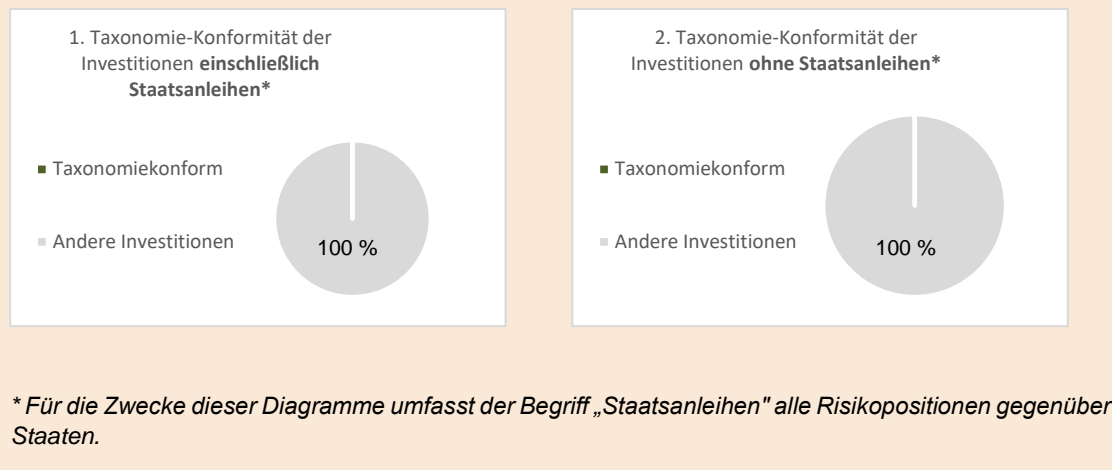 1. Taxonomie-Konformität der
Investitionen einschließlich
Staatsanleihen*
Taxonomiekonform
Andere Investitionen
100 %
2. Taxonomie-Konformität der
Investitionen ohne Staatsanleihen*
Taxonomiekonform
Andere Investitionen
100 %
* Für die Zwecke dieser Diagramme umfasst der Begriff „Staatsanleihen" alle Risikopositionen gegenüber
Staaten.